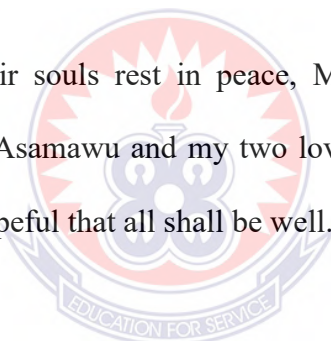 ir souls rest in peace, M
Asamawu and my two lov
peful that all shall be well.
EDUCATION FOR SERVICE